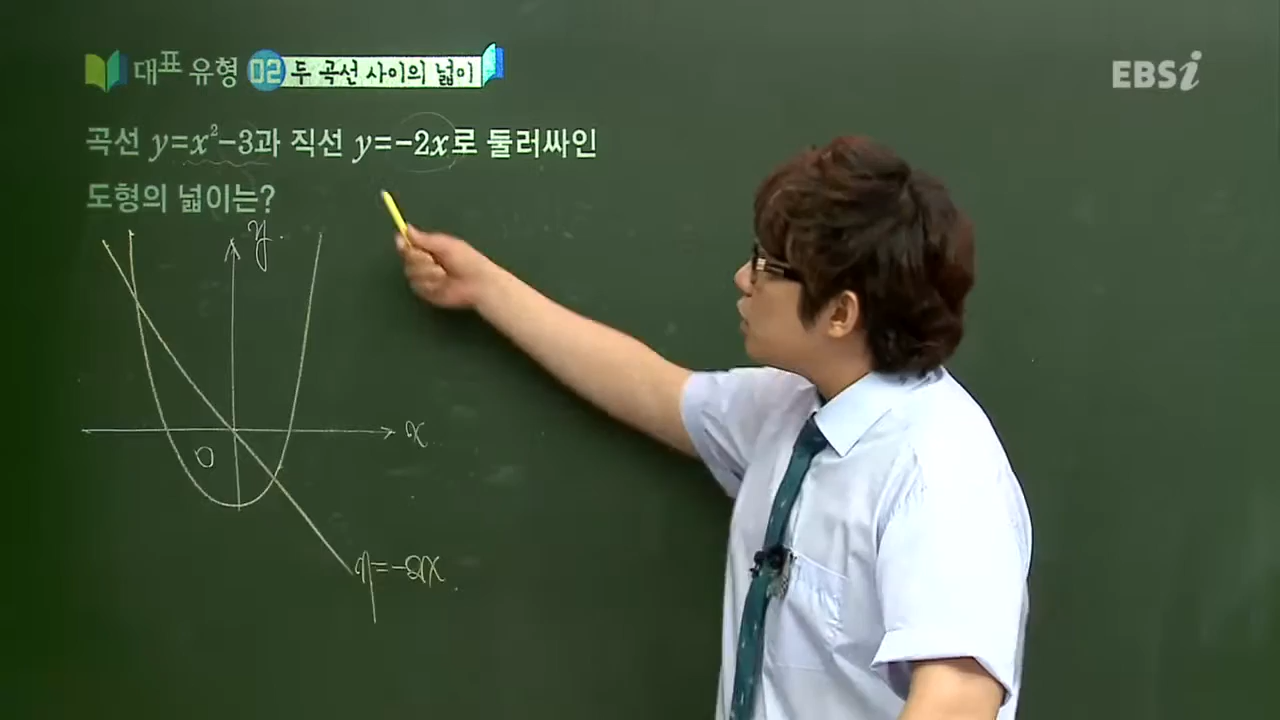 대표 유형 02 두 곡선 사이의 넓이
EBSi
곡선 y=x²-3과 직선 y=-2x로 둘러싸인
도형의 넓이는?
y
x
O
y=-2x